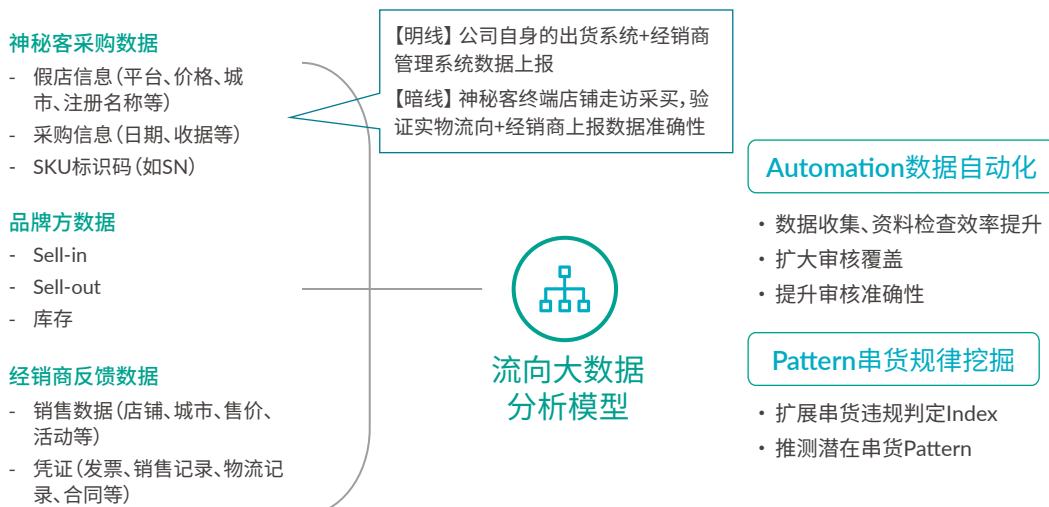 神秘客采购数据
- 假店信息（平台、价格、城
市、注册名称等）
- 采购信息（日期、收据等）
- SKU标识码（如SN）
品牌方数据
- Sell-in
- Sell-out
- 库存
经销商反馈数据
- 销售数据（店铺、城市、售价、
活动等）
- 凭证（发票、销售记录、物流记
录、合同等）
【明线】公司自身的出货系统+经销商
管理系统数据上报
【暗线】神秘客终端店铺走访采买，验
证实物流向+经销商上报数据准确性
流向大数据
分析模型
Automation数据自动化
· 数据收集、资料检查效率提升
· 扩大审核覆盖
· 提升审核准确性
Pattern串货规律挖掘
· 扩展串货违规判定Index
· 推测潜在串货Pattern